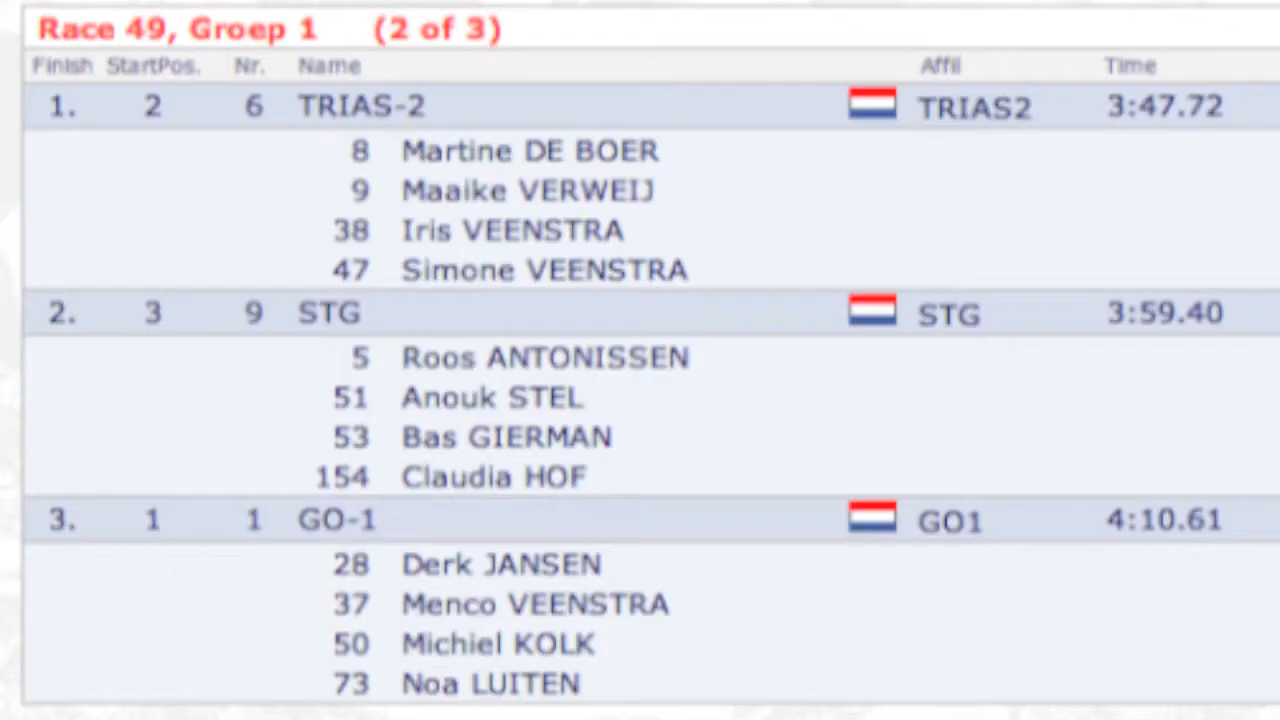 Race 49, Groep 1 (2 of 3)
Finish StartPos. Nr. Name Affil Time
1. 2 6 TRIAS-2 TRIAS2 3:47.72
8 Martine DE BOER
9 Maaike VERWEIJ
38 Iris VEENSTRA
47 Simone VEENSTRA
2. 3 9 STG STG 3:59.40
5 Roos ANTONISSEN
51 Anouk STEL
53 Bas GIERMAN
154 Claudia HOF
3. 1 1 GO-1 GO1 4:10.61
28 Derk JANSEN
37 Menco VEENSTRA
50 Michiel KOLK
73 Noa LUITEN